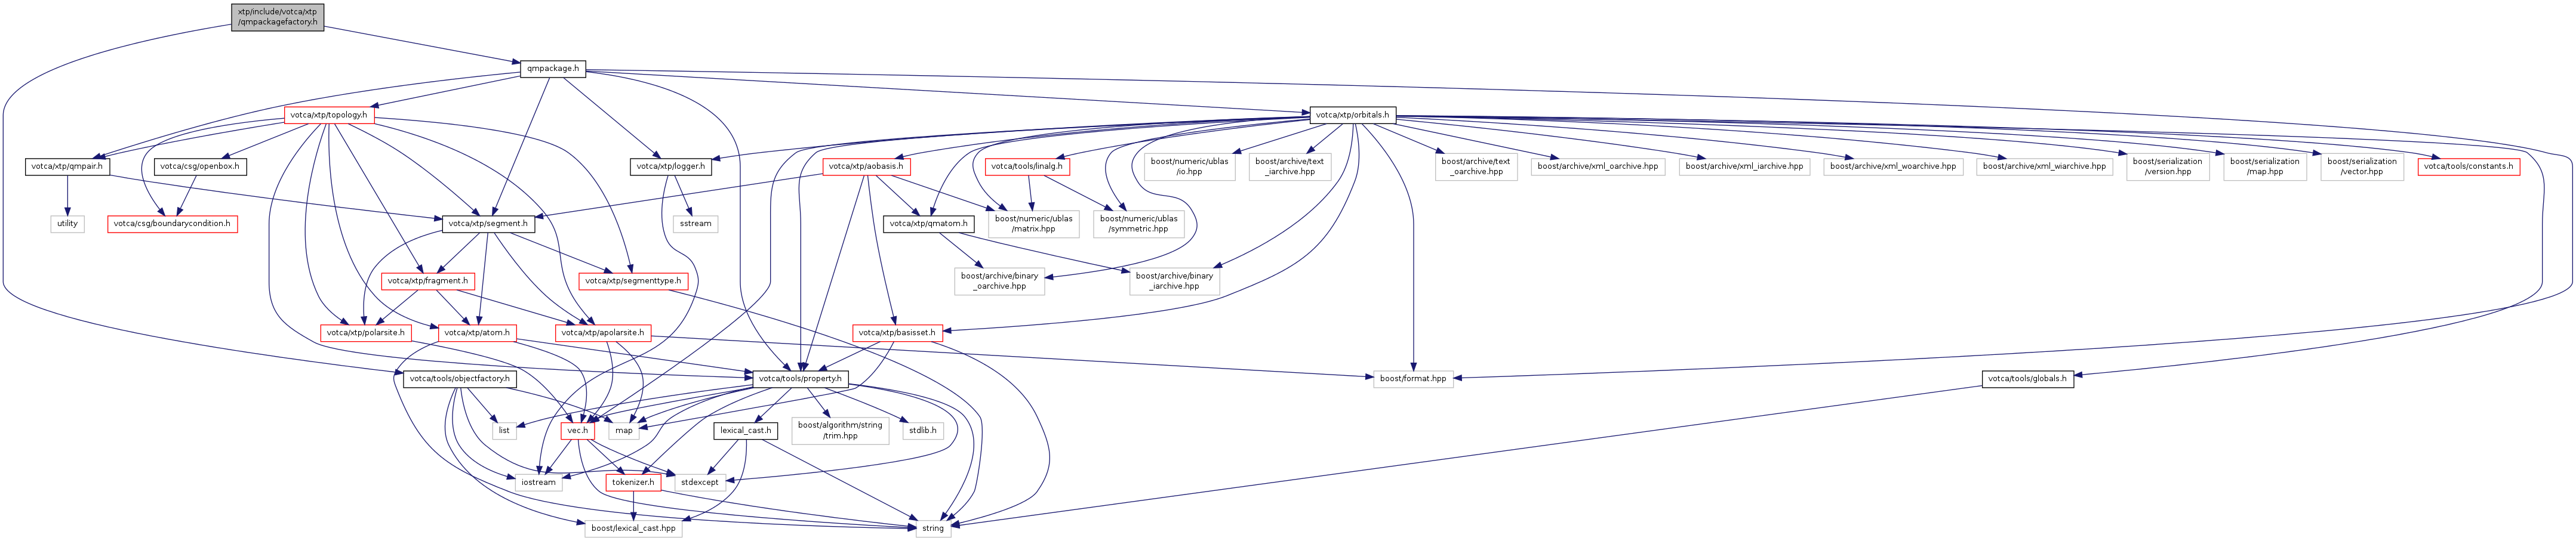 xtp/include/votca/xtp
/qmpackagefactory.h
qmpackage.h
votca/xtp/topology.h
votca/xtp/orbitals.h
votca/xtp/qmpair.h
votca/csg/openbox.h
votca/xtp/logger.h
votca/xtp/aobasis.h
votca/tools/linalg.h
boost/numeric/ublas
/io.hpp
boost/archive/text
_iarchive.hpp
boost/archive/text
_oarchive.hpp
boost/archive/xml_oarchive.hpp
boost/archive/xml_iarchive.hpp
boost/archive/xml_woarchive.hpp
boost/archive/xml_wiarchive.hpp
boost/serialization
/version.hpp
boost/serialization
/map.hpp
boost/serialization
/vector.hpp
votca/tools/constants.h
utility
votca/csg/boundarycondition.h
votca/xtp/segment.h
sstream
votca/xtp/qmatom.h
boost/numeric/ublas
/matrix.hpp
boost/numeric/ublas
/symmetric.hpp
votca/xtp/fragment.h
votca/xtp/segmenttype.h
boost/archive/binary
_oarchive.hpp
boost/archive/binary
_iarchive.hpp
votca/xtp/polarsite.h
votca/xtp/atom.h
votca/xtp/apolarsite.h
votca/xtp/basisset.h
votca/tools/objectfactory.h
votca/tools/property.h
boost/format.hpp
votca/tools/globals.h
list
vec.h
map
lexical_cast.h
boost/algorithm/string
/trim.hpp
stdlib.h
iostream
tokenizer.h
stdexcept
boost/lexical_cast.hpp
string